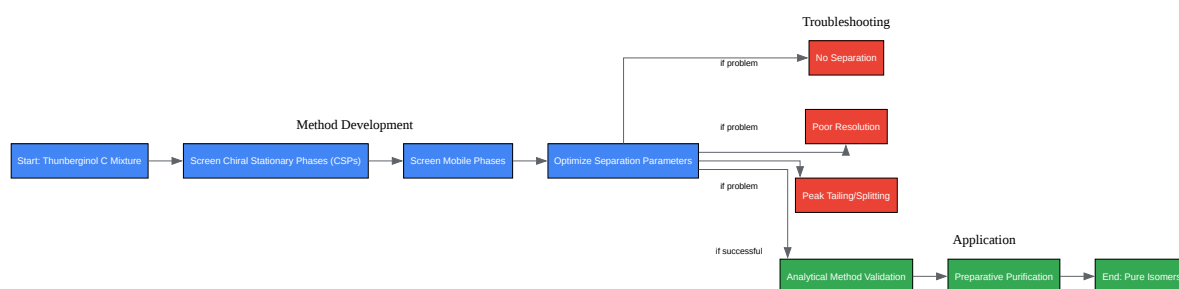 Troubleshooting
No Separation
if problem
Method Development
if problem
Poor Resolution
Start: Thunberginol C Mixture
Screen Chiral Stationary Phases (CSPs)
Screen Mobile Phases
Optimize Separation Parameters
if problem
Peak Tailing/Splitting
Application
if successful
Analytical Method Validation
Preparative Purification
End: Pure Isomers